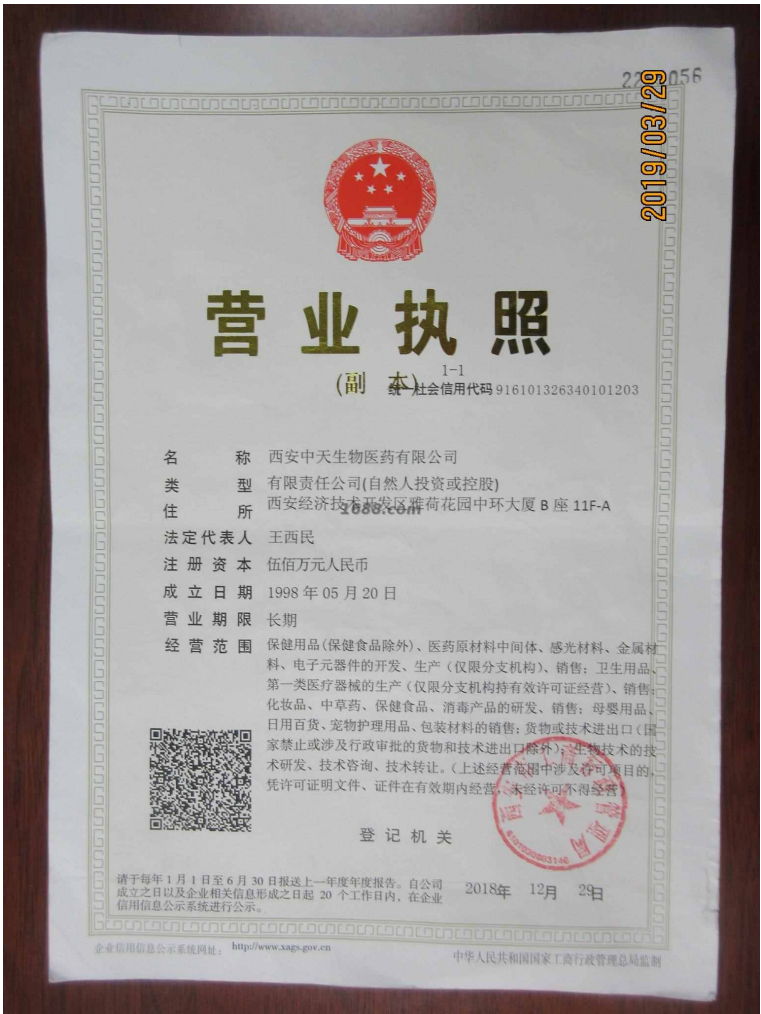 2019/03/29
营业执照
(副 本)
1-1
统一社会信用代码 916101326340101203
名 称 西安中天生物医药有限公司
类 型 有限责任公司(自然人投资或控股)
住 所 西安经济技术开发区雅荷花园中环大厦 B 座 11F-A
1688.com
法定代表人 王西民
注册资本 伍佰万元人民币
成立日期 1998 年 05 月 20 日
营业期限 长期
经营范围 保健用品(保健食品除外)、医药原材料中间体、感光材料、金属材
料、电子元器件的开发、生产(仅限分支机构)、销售; 卫生用品、
第一类医疗器械的生产(仅限分支机构持有效许可证经营)、销售;
化妆品、中草药、保健食品、消毒产品的研发、销售; 母婴用品、
日用百货、宠物护理用品、包装材料的销售; 货物或技术进出口(国
家禁止或涉及行政审批的货物和技术进出口除外); 生物技术的技
术研发、技术咨询、技术转让。(上述经营范围中涉及许可项目的,
凭许可证明文件、证件在有效期内经营, 未经许可不得经营)
登记机关
2018年 12月 29日
请于每年 1 月 1 日至 6 月 30 日报送上一年度年度报告。自公司
成立之日以及企业相关信息形成之日起 20 个工作日内, 在企业
信用信息公示系统进行公示。
企业信用信息公示系统网址: http://www.xags.gov.cn
中华人民共和国国家工商行政管理总局监制